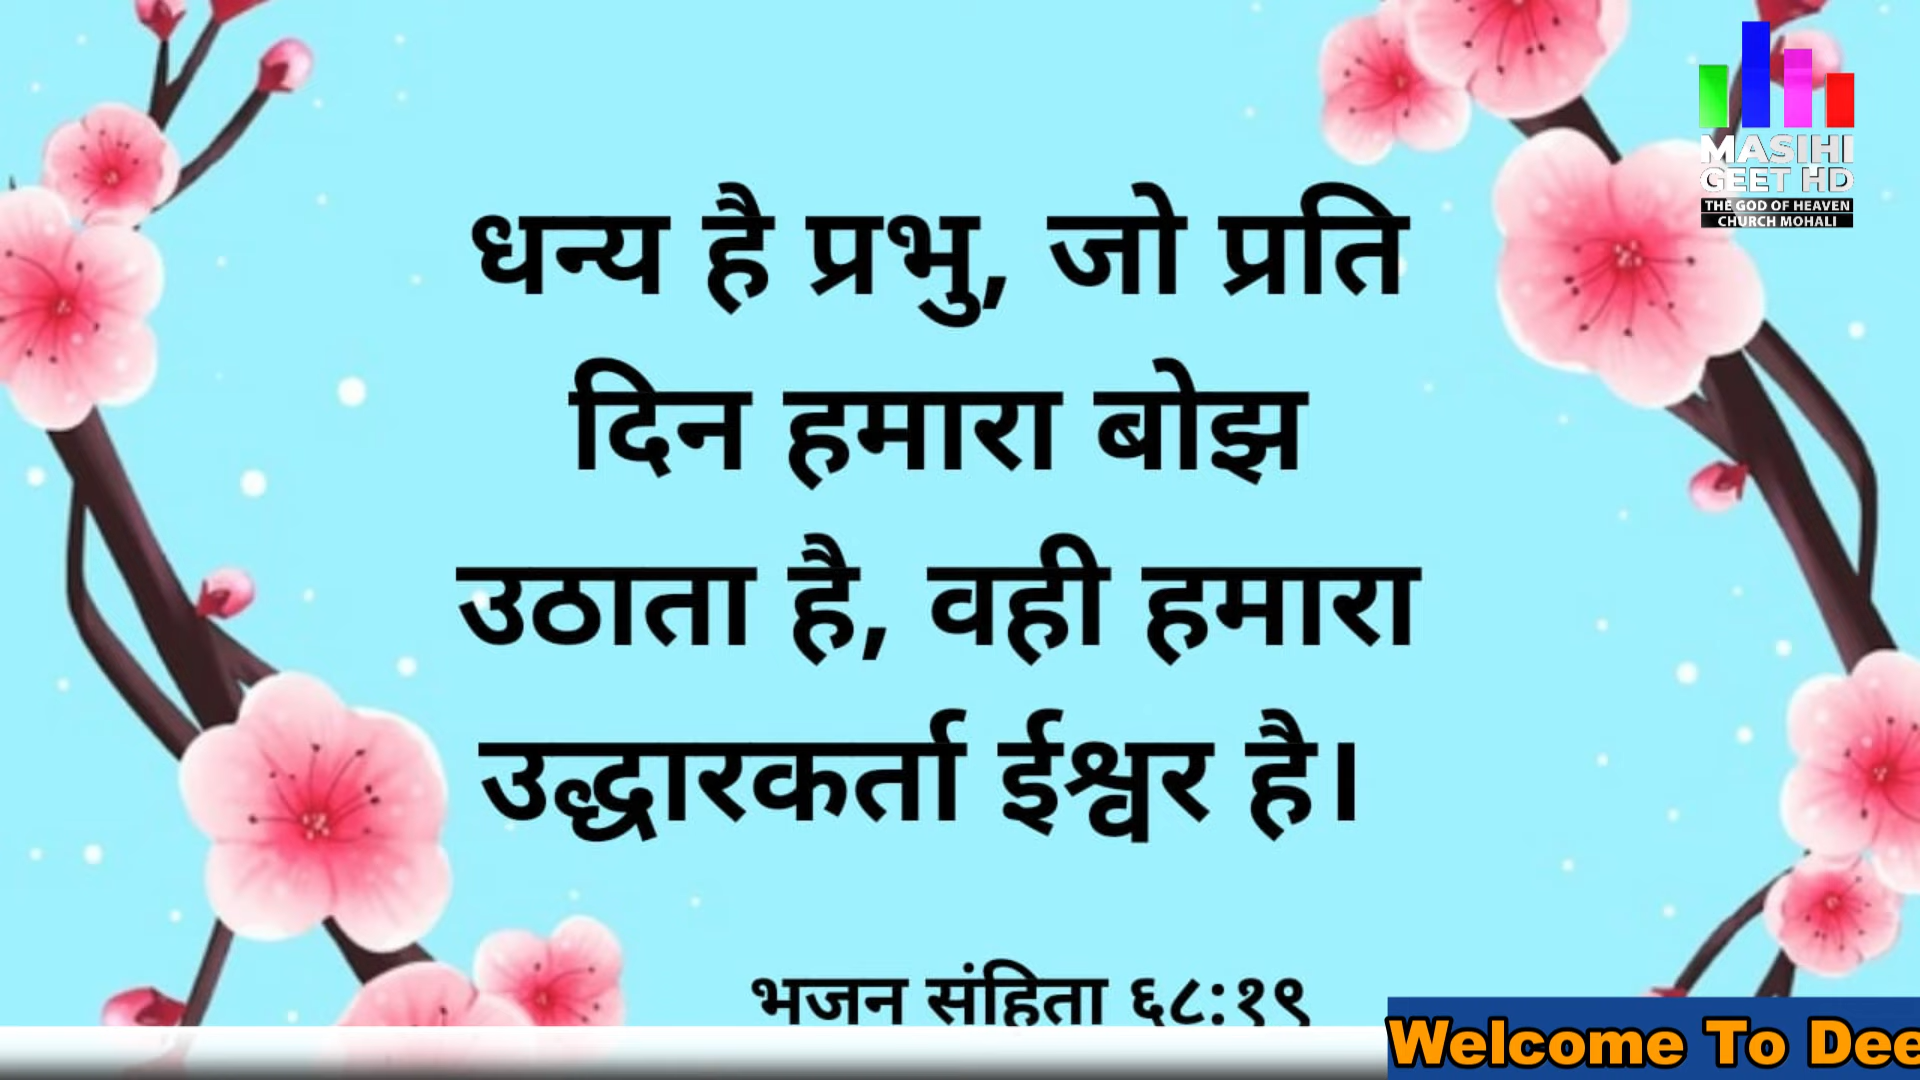 धन्य है प्रभु, जो प्रति
दिन हमारा बोझ
उठाता है, वही हमारा
उद्धारकर्ता ईश्वर है।
भजन संहिता ६८:१९
MASIHI
GEET HD
THE GOD OF HEAVEN
CHURCH MOHALI
Welcome To Dee